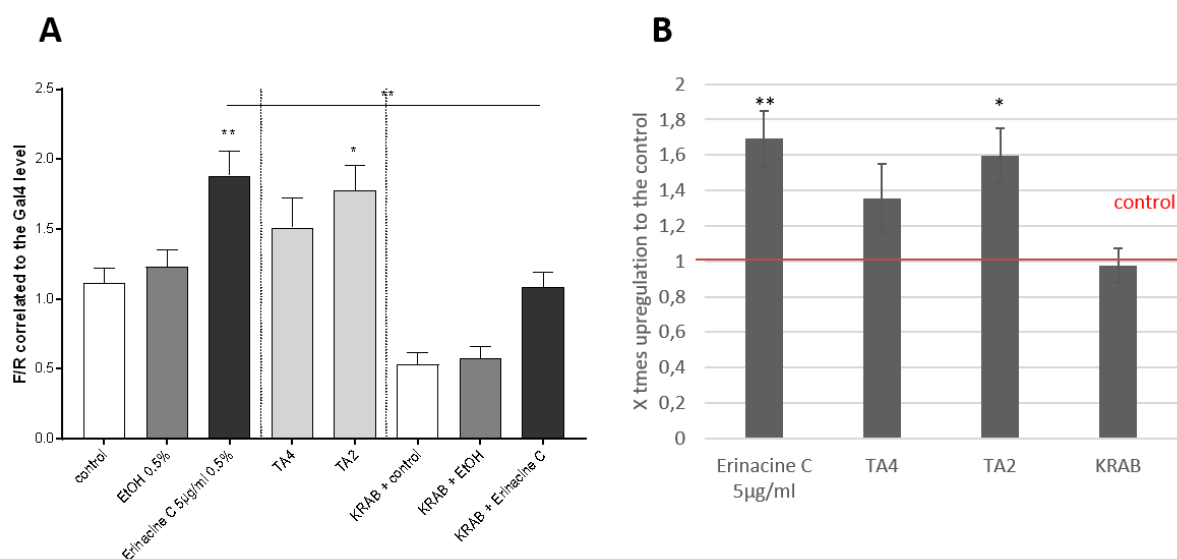 A
F/R correlated to the Gal4 level
2.5
2.0
1.5
1.0
0.5
0.0
**
**
*
control
EtOH 0.5%
Erinacine C 5µg/ml 0.5%
TA4
TA2
KRAB + control
KRAB + EtOH
KRAB + Erinacine C
B
X tmes upregulation to the control
2
1,8
1,6
1,4
1,2
1
0,8
0,6
0,4
0,2
0
**
*
control
Erinacine C
5µg/ml
TA4
TA2
KRAB